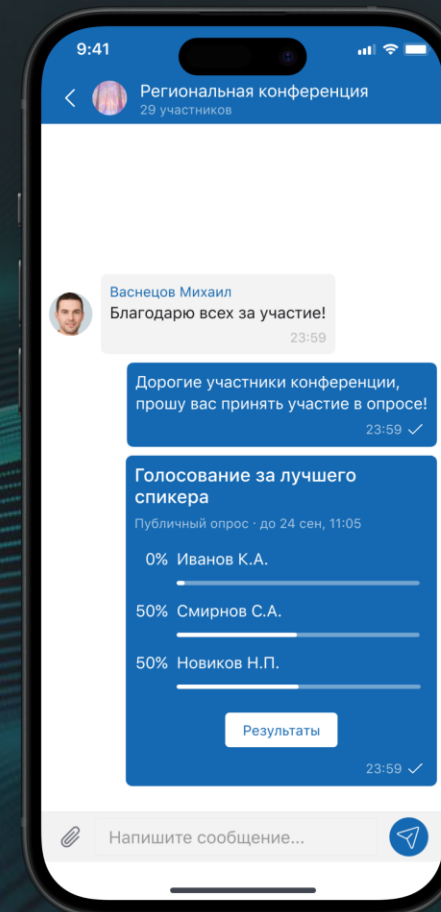 9:41
Региональная конференция
29 участников
Васнецов Михаил
Благодарю всех за участие!
23:59
Дорогие участники конференции,
прошу вас принять участие в опросе!
23:59
Голосование за лучшего
спикера
Публичный опрос · до 24 сен, 11:05
0% Иванов К.А.
50% Смирнов С.А.
50% Новиков Н.П.
Результаты
23:59
Напишите сообщение...